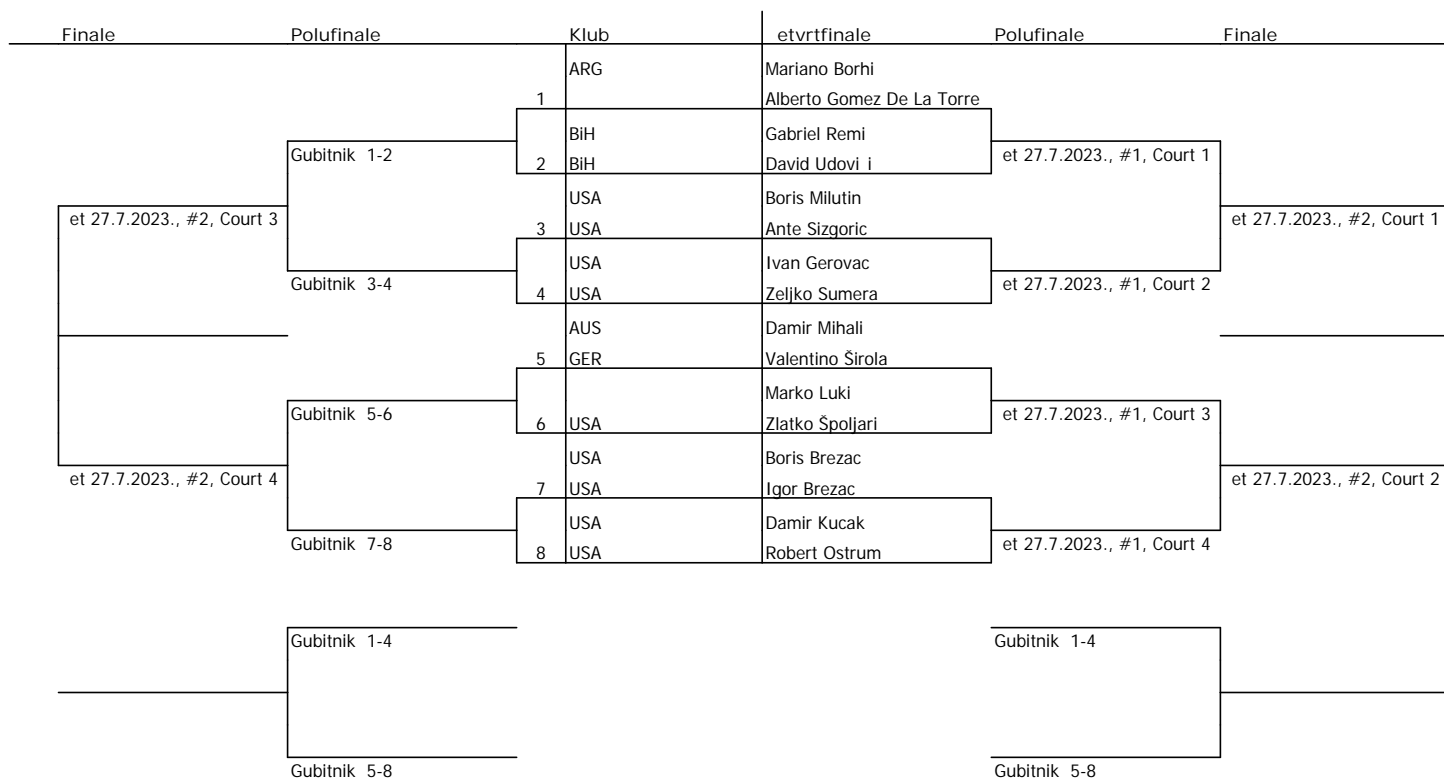 Finale Polufinale Klub etvrtfinale Polufinale Finale
ARG Mariano Borhi
1 Alberto Gomez De La Torre
BiH Gabriel Remi
Gubitnik 1-2 et 27.7.2023., #1, Court 1
2 BiH David Udovi i
USA Boris Milutin
et 27.7.2023., #2, Court 3 et 27.7.2023., #2, Court 1
3 USA Ante Sizgoric
USA Ivan Gerovac
Gubitnik 3-4 et 27.7.2023., #1, Court 2
4 USA Zeljko Sumera
AUS Damir Mihali
5 GER Valentino Širola
Marko Luki
Gubitnik 5-6 et 27.7.2023., #1, Court 3
6 USA Zlatko Špoljari
USA Boris Brezac
et 27.7.2023., #2, Court 4 et 27.7.2023., #2, Court 2
7 USA Igor Brezac
USA Damir Kucak
Gubitnik 7-8 et 27.7.2023., #1, Court 4
8 USA Robert Ostrum
Gubitnik 1-4 Gubitnik 1-4
Gubitnik 5-8 Gubitnik 5-8